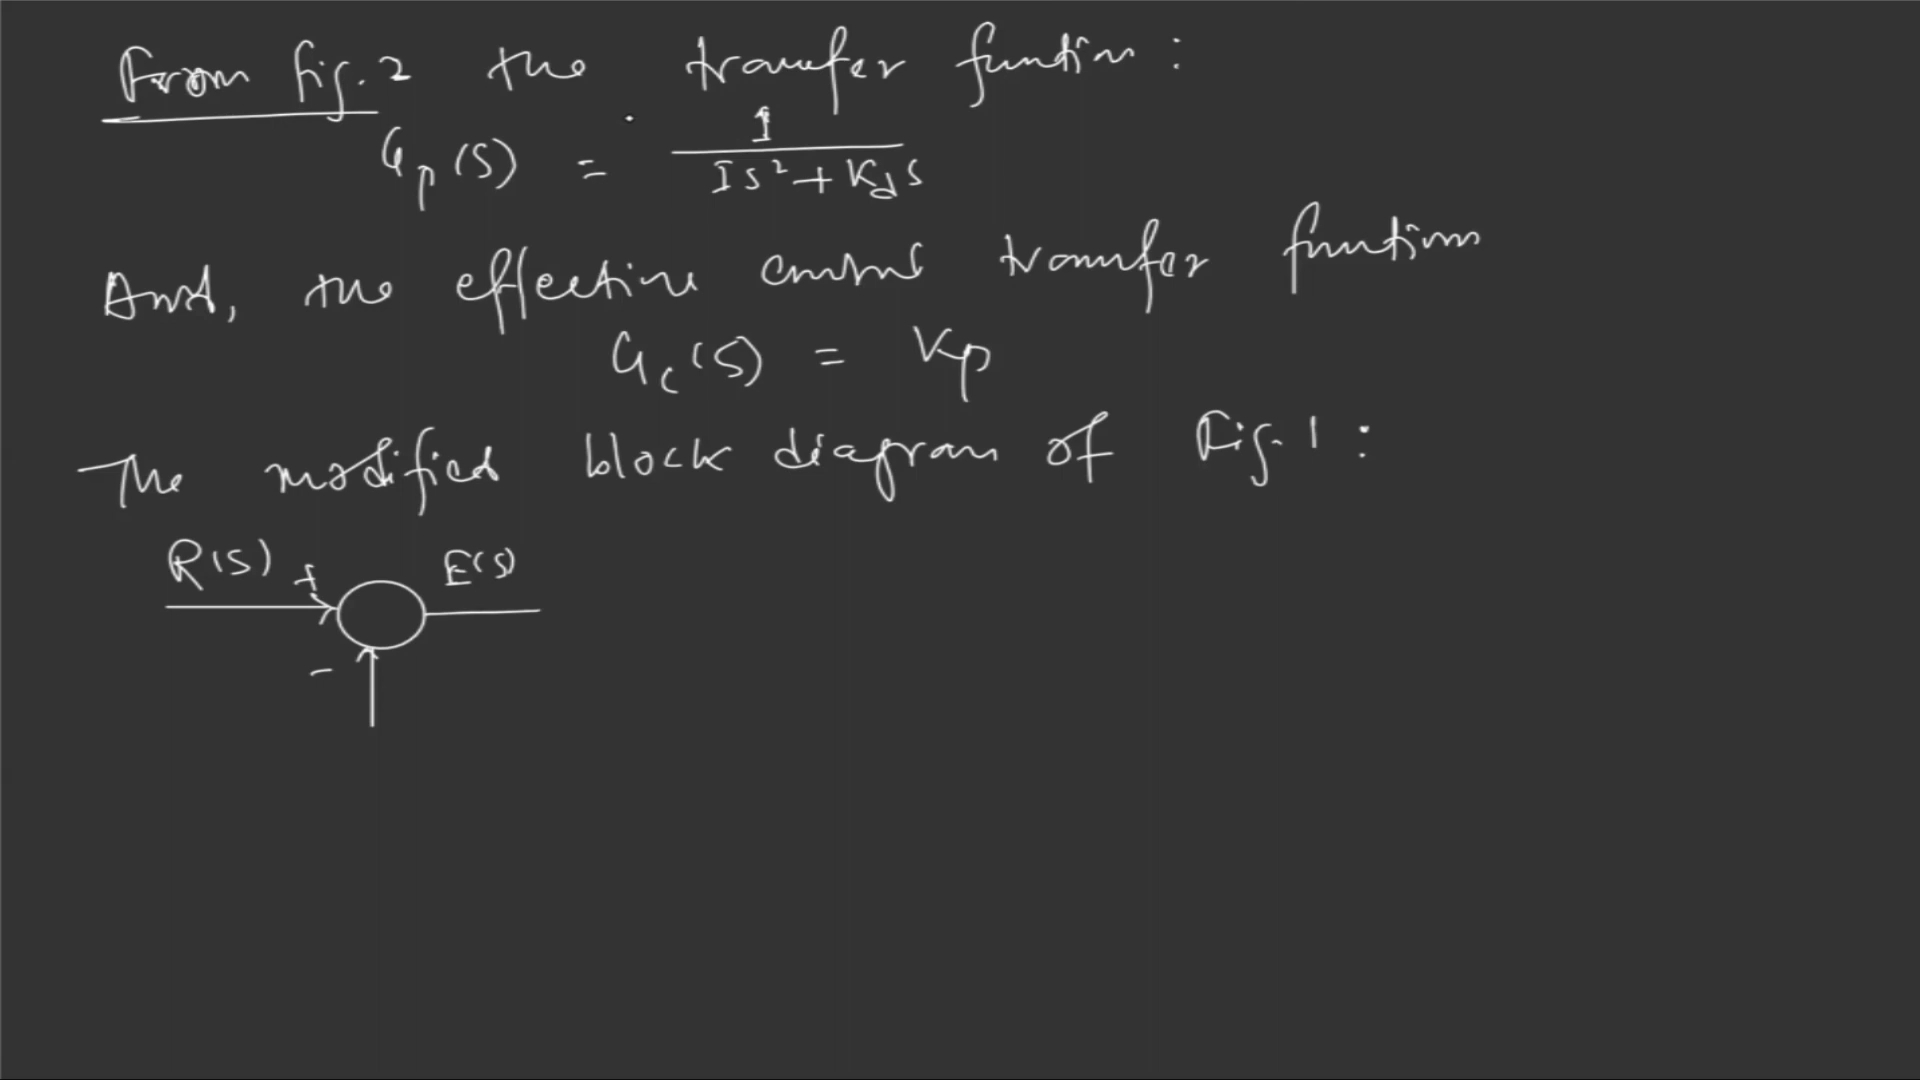 From fig. 2 the transfer function :
Gp(s) = 1 / (Is² + Kds)
And, the effective control transfer function
Gc(s) = Kp
The modified block diagram of Fig. 1 :
R(s) + E(s)
-